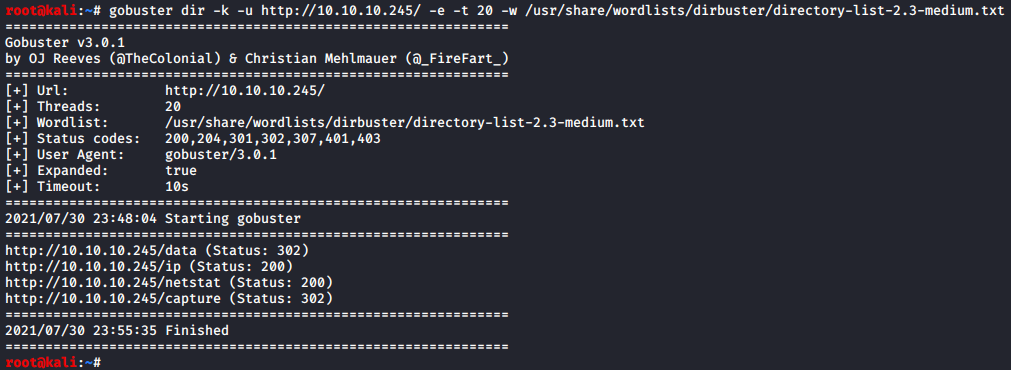 root@kali:~# gobuster dir -k -u http://10.10.10.245/ -e -t 20 -w /usr/share/wordlists/dirbuster/directory-list-2.3-medium.txt
===============================================================
Gobuster v3.0.1
by OJ Reeves (@TheColonial) & Christian Mehlmauer (@_FireFart_)
===============================================================
[+] Url:            http://10.10.10.245/
[+] Threads:        20
[+] Wordlist:       /usr/share/wordlists/dirbuster/directory-list-2.3-medium.txt
[+] Status codes:   200,204,301,302,307,401,403
[+] User Agent:     gobuster/3.0.1
[+] Expanded:       true
[+] Timeout:        10s
===============================================================
2021/07/30 23:48:04 Starting gobuster
===============================================================
http://10.10.10.245/data (Status: 302)
http://10.10.10.245/ip (Status: 200)
http://10.10.10.245/netstat (Status: 200)
http://10.10.10.245/capture (Status: 302)
===============================================================
2021/07/30 23:55:35 Finished
===============================================================
root@kali:~#